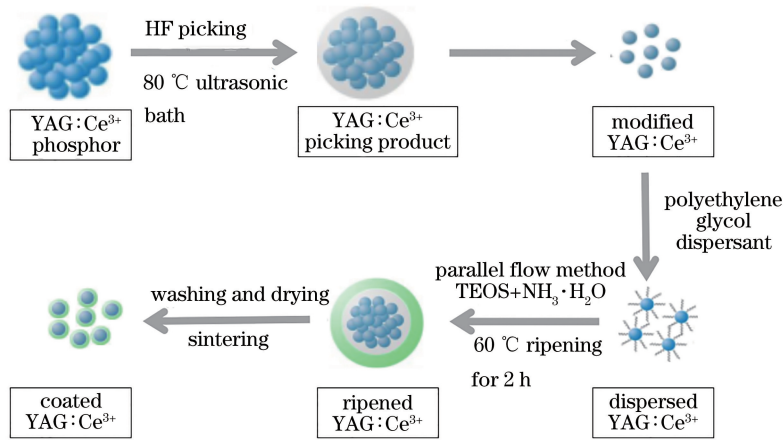 HF picking
80 ℃ ultrasonic
bath
YAG∶Ce³⁺
phosphor
YAG∶Ce³⁺
picking product
modified
YAG∶Ce³⁺
polyethylene
glycol
dispersant
parallel flow method
TEOS+NH₃·H₂O
60 ℃ ripening
for 2 h
washing and drying
sintering
coated
YAG∶Ce³⁺
ripened
YAG∶Ce³⁺
dispersed
YAG∶Ce³⁺